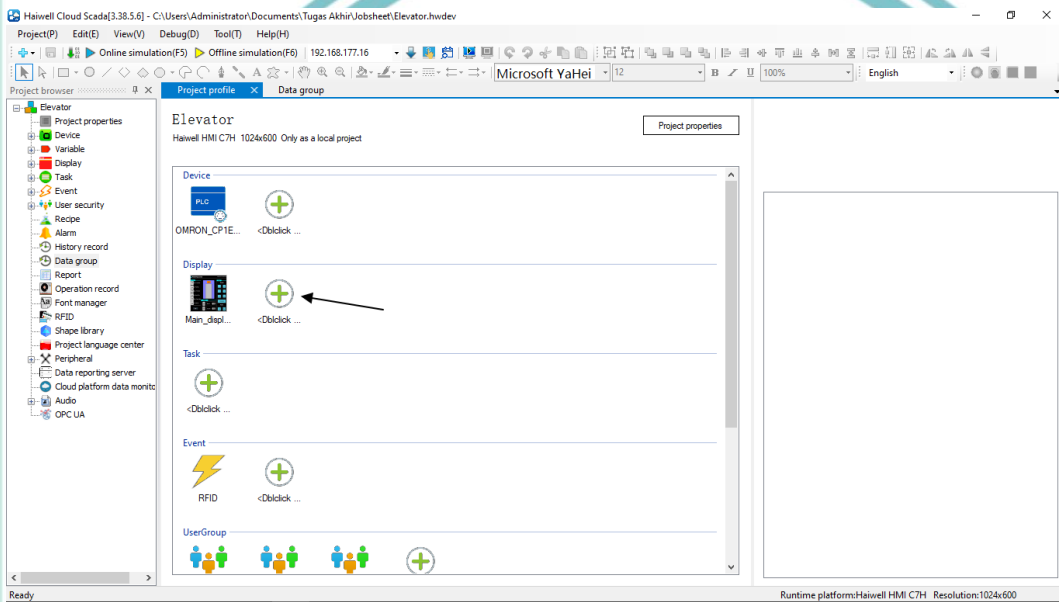 Haiwell Cloud Scada[3.38.5.6] - C:\Users\Administrator\Documents\Tugas Akhir\Jobsheet\Elevator.hwdev
Project(P) Edit(E) View(V) Debug(D) Tool(T) Help(H)
Online simulation(F5) Offline simulation(F6) 192.168.177.16
Microsoft YaHei 12 B I U 100% English
Project browser
Project profile Data group
Elevator
Project properties
Device
Variable
Display
Task
Event
User security
Recipe
Alarm
History record
Data group
Report
Operation record
Font manager
RFID
Shape library
Project language center
Peripheral
Data reporting server
Cloud platform data monito
Audio
OPC UA
Elevator
Haiwell HMI C7H 1024x600 Only as a local project
Project properties
Device
PLC
OMRON_CP1E... <Dblclick ...
Display
Main_displ... <Dblclick ...
Task
<Dblclick ...
Event
RFID <Dblclick ...
UserGroup
Ready
Runtime platform:Haiwell HMI C7H Resolution:1024x600